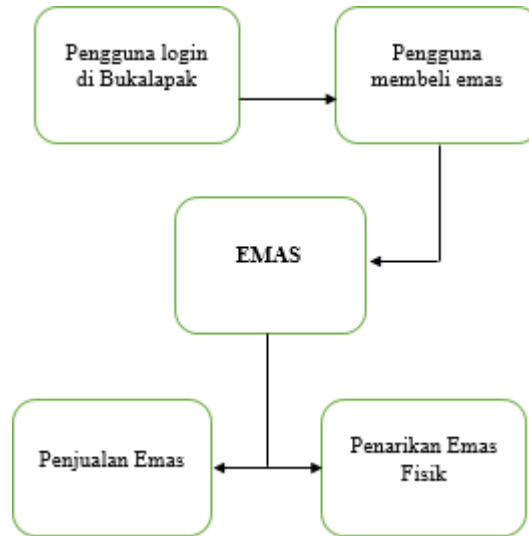 Pengguna login
di Bukalapak
Pengguna
membeli emas
EMAS
Penjualan Emas
Penarikan Emas
Fisik